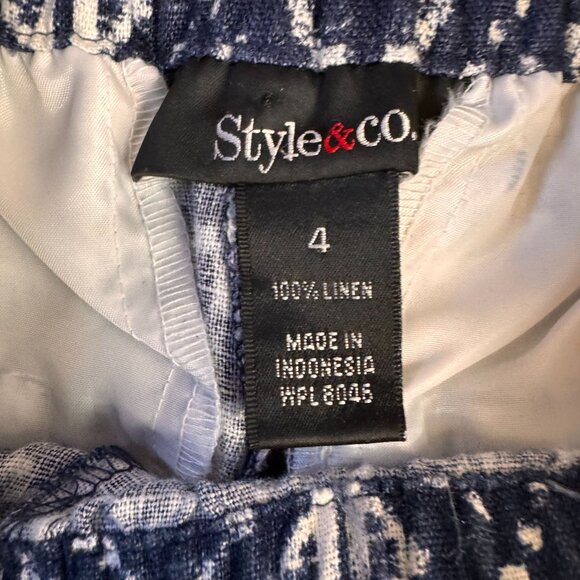 Style&co.
4
100% LINEN
MADE IN
INDONESIA
WPL 8046